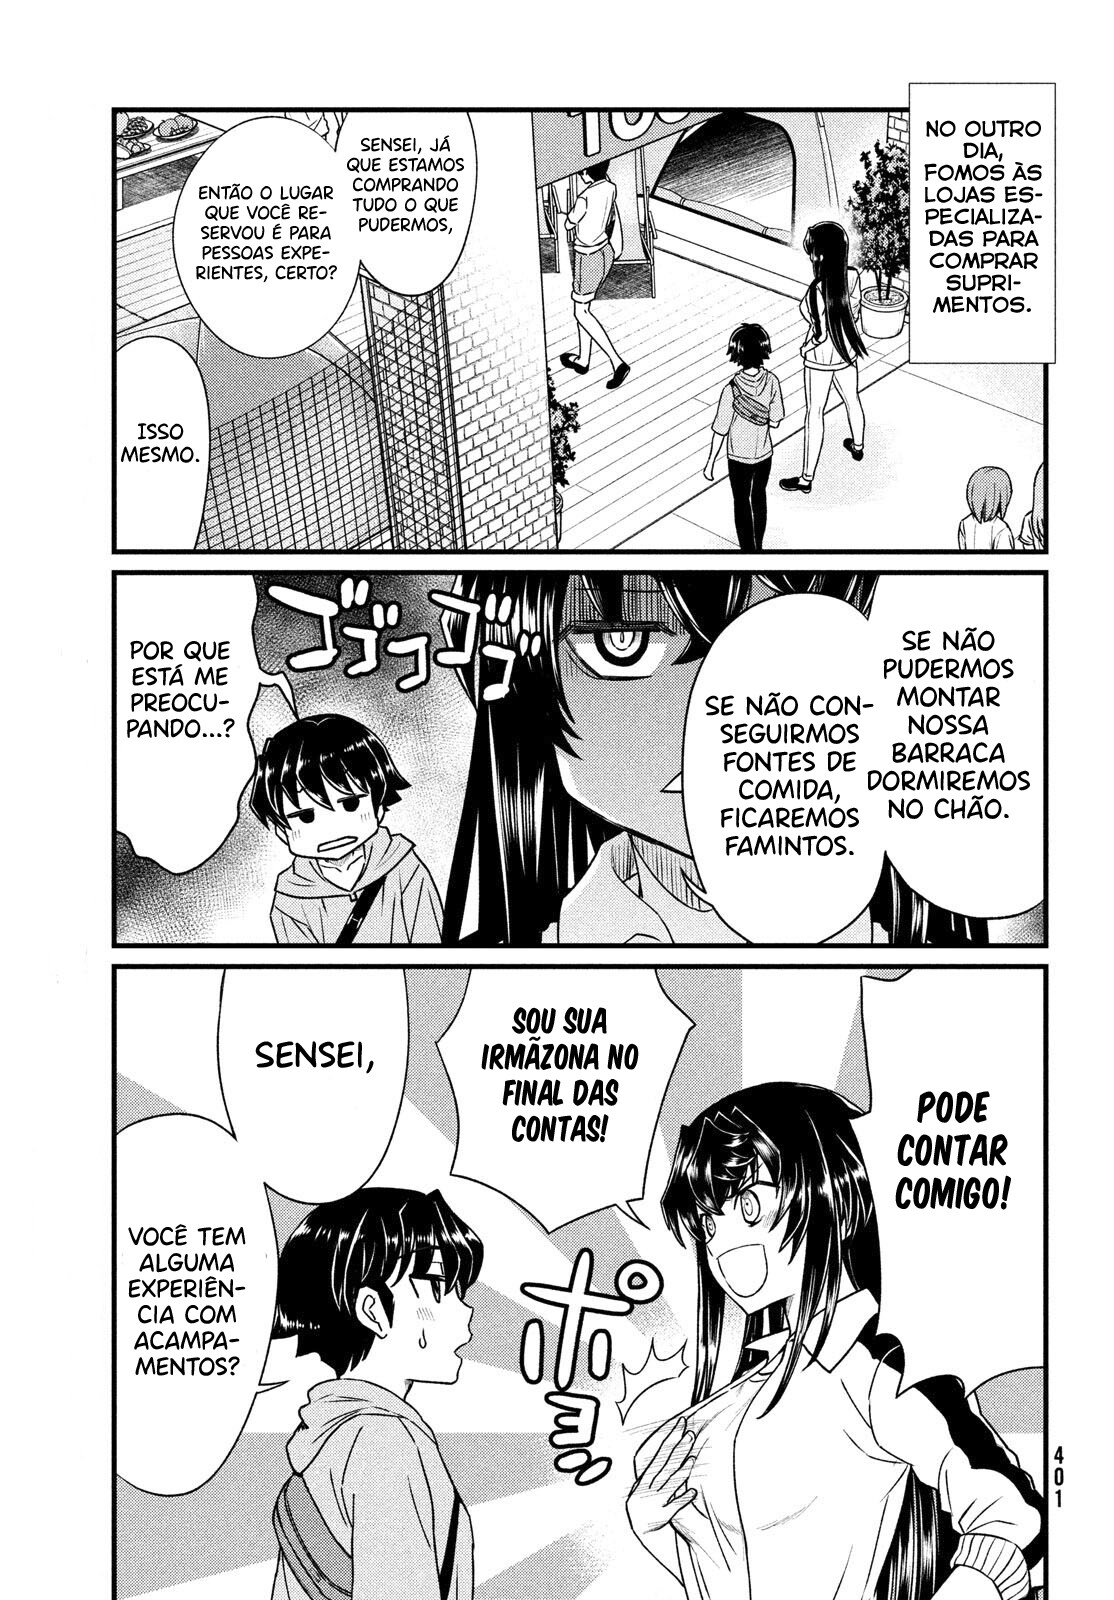 NO OUTRO
DIA,
FOMOS ÀS
LOJAS ES-
PECIALIZA-
DAS PARA
COMPRAR
SUPRI-
MENTOS.
SENSEI, JÁ
QUE ESTAMOS
COMPRANDO
TUDO O QUE
PUDERMOS,
ENTÃO O LUGAR
QUE VOCÊ RE-
SERVOU É PARA
PESSOAS EXPE-
RIENTES, CERTO?
ISSO
MESMO.
SE NÃO
PUDERMOS
MONTAR
NOSSA
BARRACA
DORMIREMOS
NO CHÃO.
SE NÃO CON-
SEGUIRMOS
FONTES DE
COMIDA,
FICAREMOS
FAMINTOS.
ゴゴゴゴゴ
POR QUE
ESTÁ ME
PREOCU-
PANDO...?
PODE
CONTAR
COMIGO!
SOU SUA
IRMÃZONA NO
FINAL DAS
CONTAS!
ポヨン
SENSEI,
VOCÊ TEM
ALGUMA
EXPERIÊN-
CIA COM
ACAMPA-
MENTOS?
401